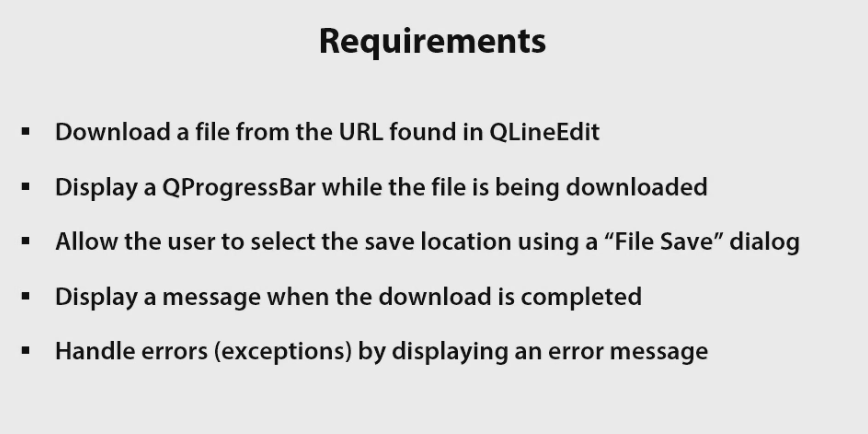 Requirements
▪ Download a file from the URL found in QLineEdit
▪ Display a QProgressBar while the file is being downloaded
▪ Allow the user to select the save location using a “File Save” dialog
▪ Display a message when the download is completed
▪ Handle errors (exceptions) by displaying an error message